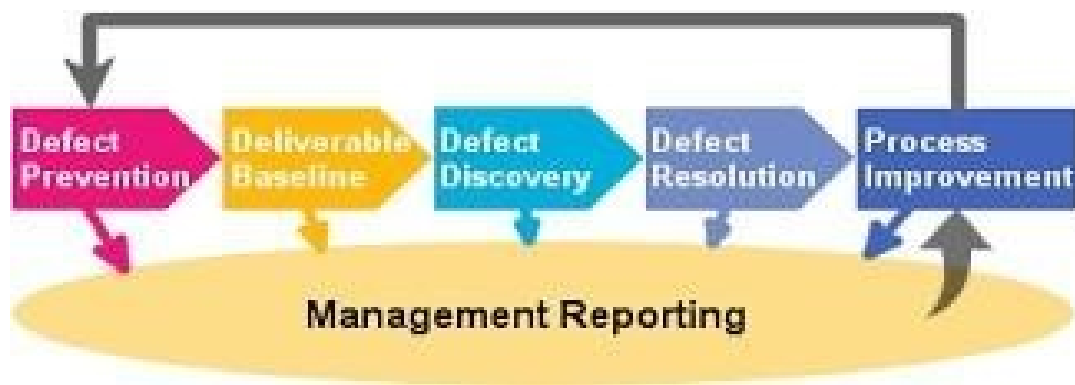 Defect
Prevention
Deliverable
Baseline
Defect
Discovery
Defect
Resolution
Process
Improvement
Management Reporting